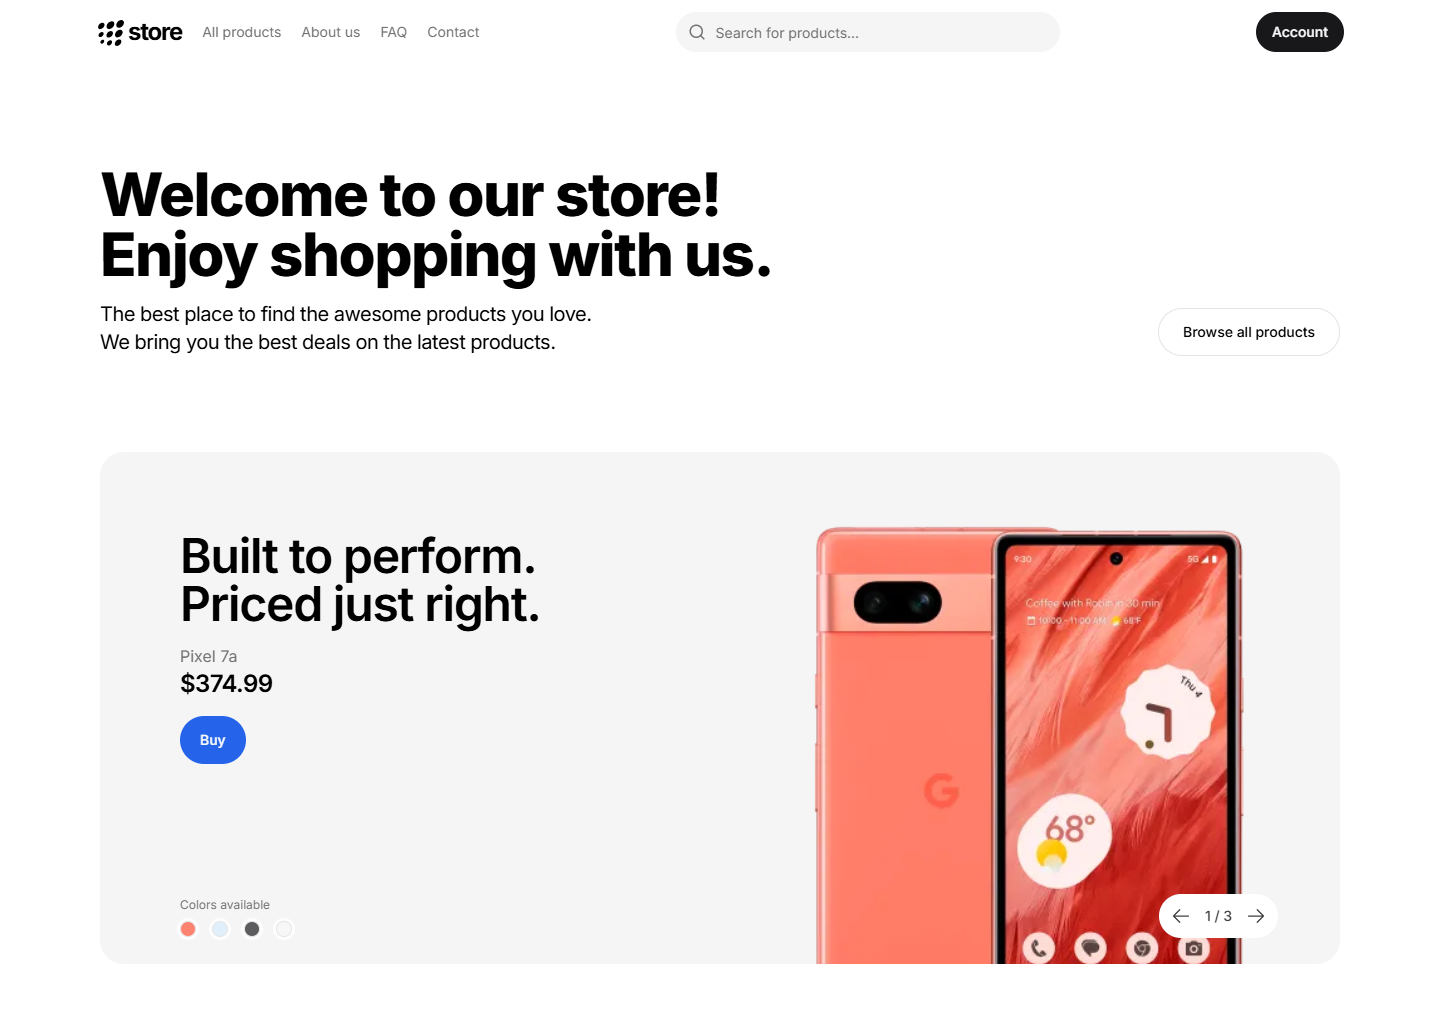 store
All products
About us
FAQ
Contact
Search for products...
Account
Welcome to our store!
Enjoy shopping with us.
The best place to find the awesome products you love.
We bring you the best deals on the latest products.
Browse all products
Built to perform.
Priced just right.
Pixel 7a
$374.99
Buy
Colors available
9:30
5G
Coffee with Robin in 30 min
10:00 - 11:00 AM
68°F
Thu 4
G
68°
1 / 3